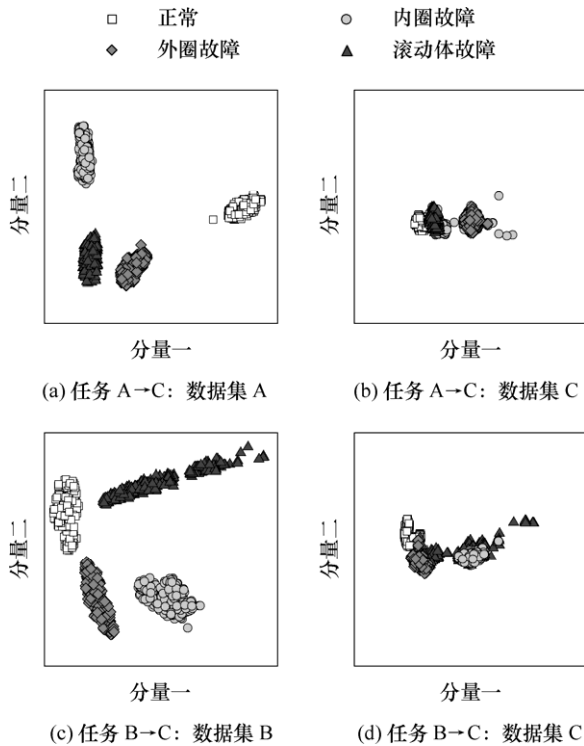 正常 内圈故障
外圈故障 滚动体故障
分量二 分量二
分量一 分量一
(a) 任务 A→C: 数据集 A (b) 任务 A→C: 数据集 C
分量二 分量二
分量一 分量一
(c) 任务 B→C: 数据集 B (d) 任务 B→C: 数据集 C